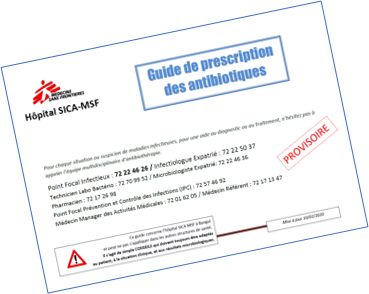 MEDECINS
SANS FRONTIERES
Hôpital SICA-MSF
Guide de prescription
des antibiotiques
Pour chaque situation ou suspicion de maladies infectieuses, pour une aide au diagnostic ou au traitement, n'hésitez pas à
appeler l'équipe multidisciplinaire d'antibiothérapie.
Point Focal Infectieux : 72 22 46 26 / Infectiologue Expatrié : 72 22 50 37
Technicien Labo Bactério : 72 70 99 52 / Microbiologiste Expatrié : 72 22 46 36
Pharmacien : 72 17 26 98
Point Focal Prévention et Contrôle des Infections (IPC) : 72 57 46 92
Médecin Manager des Activités Médicales : 72 01 62 05 / Médecin Référent : 72 17 13 47
PROVISOIRE
Ce guide concerne l'hôpital SICA MSF à Bangui
et peut ne pas s'appliquer dans les autres structures de santé.
Il s'agit de simples CONSEILS qui doivent toujours être adaptés
au patient, à la situation clinique, et aux résultats microbiologiques.
Mise à jour 10/02/2020